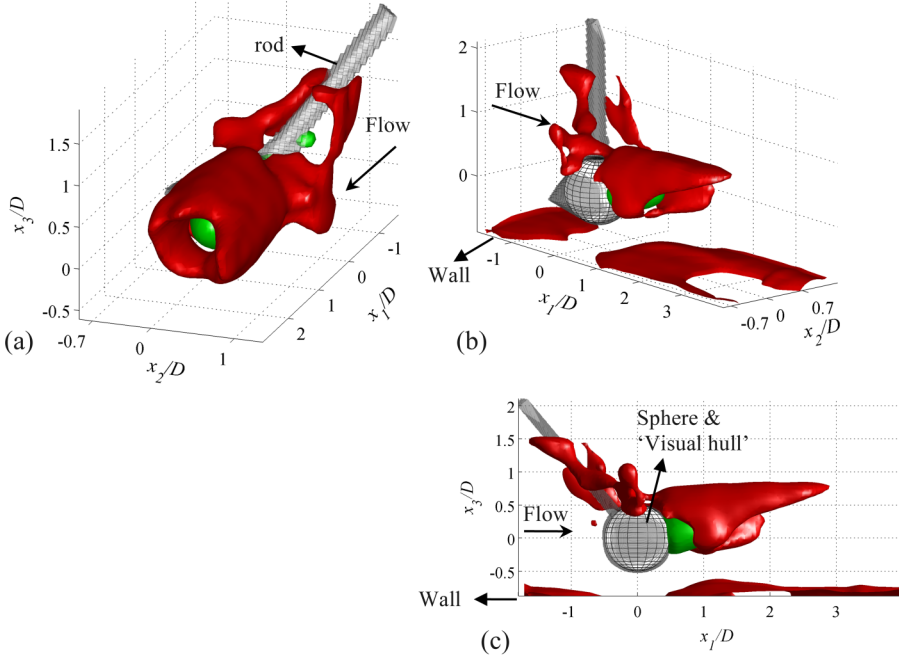 rod
Flow
1.5
1
0.5
0
-0.5
x3/D
-0.7
0
1
x2/D
2
1
0
-1
x1/D
(a)
2
1
0
Flow
Wall
-1
0
1
2
3
x1/D
-0.7
0
0.7
x2/D
(b)
Sphere &
‘Visual hull’
2
1.5
1
0.5
0
-0.5
x3/D
Flow
Wall
-1
0
1
2
3
x1/D
(c)